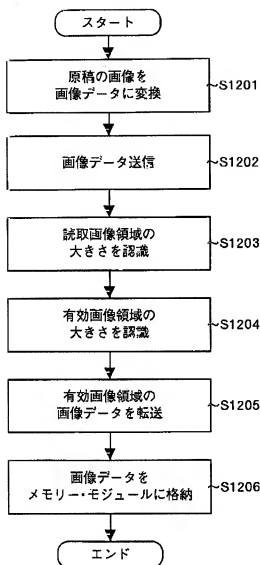 スタート
原稿の画像を
画像データに変換
S1201
画像データ送信
S1202
読取画像領域の
大きさを認識
S1203
有効画像領域の
大きさを認識
S1204
有効画像領域の
画像データを転送
S1205
画像データを
メモリー・モジュールに格納
S1206
エンド